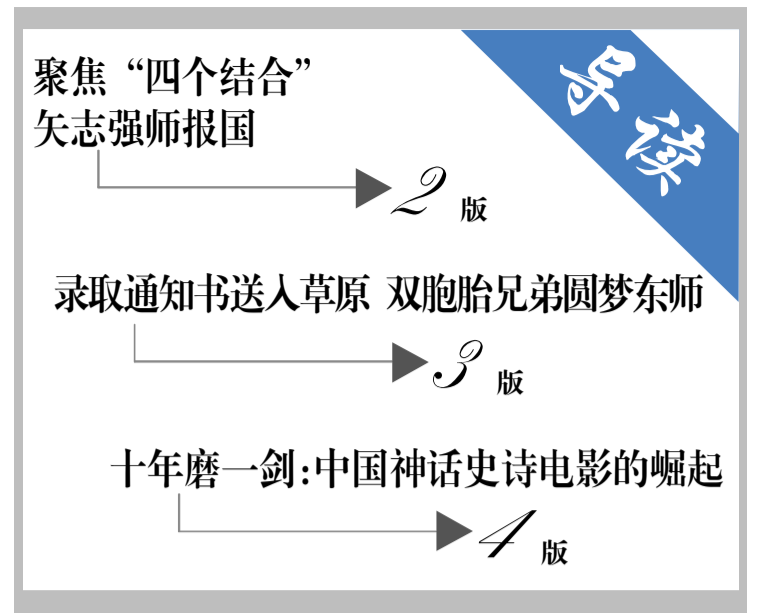 导读
聚焦“四个结合”
矢志强师报国
2 版
录取通知书送入草原 双胞胎兄弟圆梦东师
3 版
十年磨一剑:中国神话史诗电影的崛起
4 版